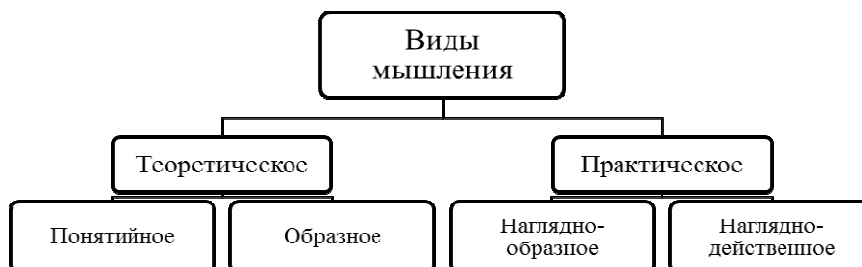 Виды
мышления
Теоретическое
Практическое
Понятийное
Образное
Наглядно-
образное
Наглядно-
действенное